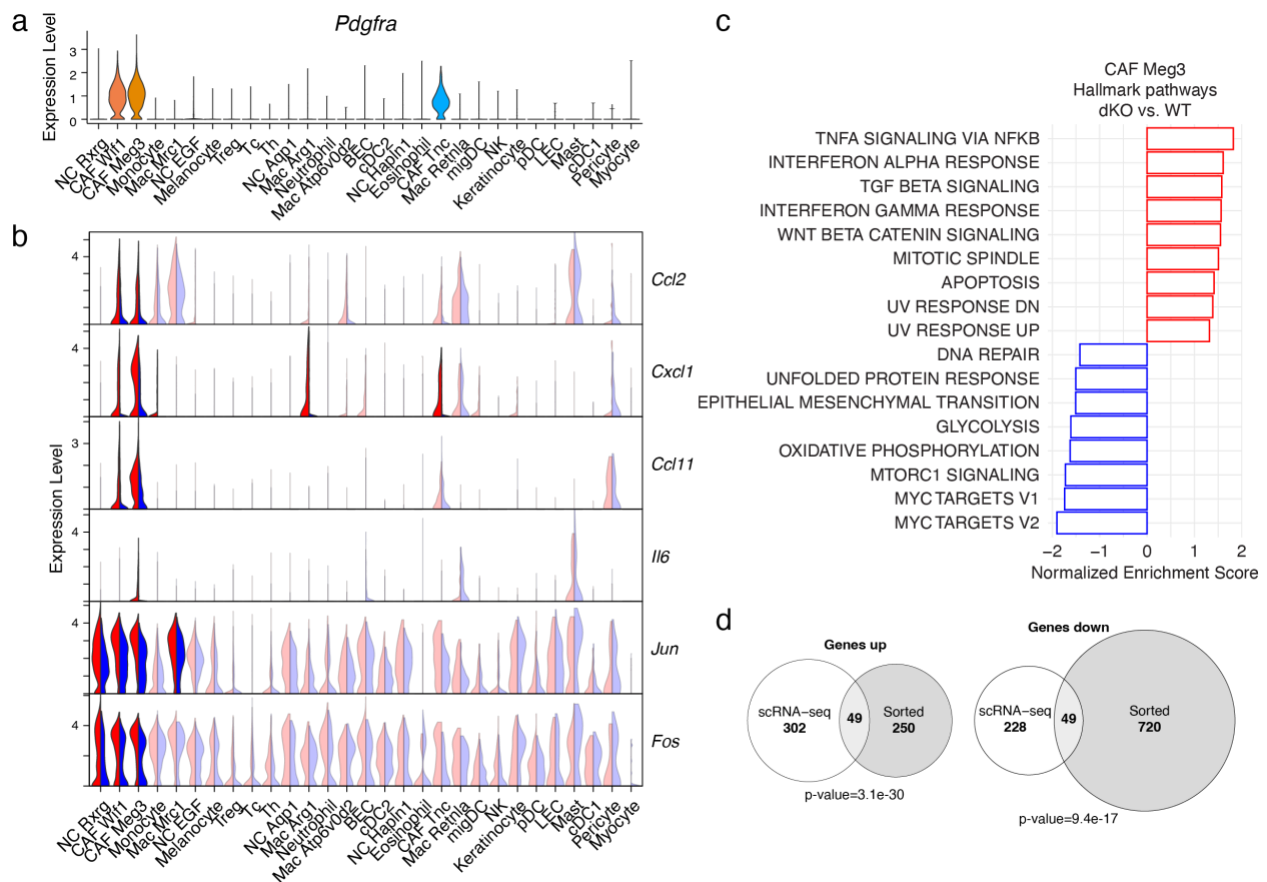 a
Pdgfra
Expression Level
3
2
1
0
NC Rxrg
CAF Wif1
CAF Meg3
Monocyte
Mac Mrc1
NC EGF
Melanocyte
Treg
Tc
Th
NC Aqp1
Mac Arg1
Neutrophil
Mac Atp6v0d2
BEC
cDC2
NC Hapln1
Eosinophil
CAF Tnc
Mac Retnla
migDC
NK
Keratinocyte
pDC
LEC
Mast
cDC1
Pericyte
Myocyte
b
Expression Level
4
Ccl2
4
Cxcl1
3
Ccl11
4
Il6
4
Jun
4
Fos
NC Rxrg
CAF Wif1
CAF Meg3
Monocyte
Mac Mrc1
NC EGF
Melanocyte
Treg
Tc
Th
NC Aqp1
Mac Arg1
Neutrophil
Mac Atp6v0d2
BEC
cDC2
NC Hapln1
Eosinophil
CAF Tnc
Mac Retnla
migDC
NK
Keratinocyte
pDC
LEC
Mast
cDC1
Pericyte
Myocyte
c
CAF Meg3
Hallmark pathways
dKO vs. WT
TNFA SIGNALING VIA NFKB
INTERFERON ALPHA RESPONSE
TGF BETA SIGNALING
INTERFERON GAMMA RESPONSE
WNT BETA CATENIN SIGNALING
MITOTIC SPINDLE
APOPTOSIS
UV RESPONSE DN
UV RESPONSE UP
DNA REPAIR
UNFOLDED PROTEIN RESPONSE
EPITHELIAL MESENCHYMAL TRANSITION
GLYCOLYSIS
OXIDATIVE PHOSPHORYLATION
MTORC1 SIGNALING
MYC TARGETS V1
MYC TARGETS V2
−2 −1 0 1 2
Normalized Enrichment Score
d
Genes up
scRNA−seq
302
49
Sorted
250
p-value=3.1e-30
Genes down
scRNA−seq
228
49
Sorted
720
p-value=9.4e-17